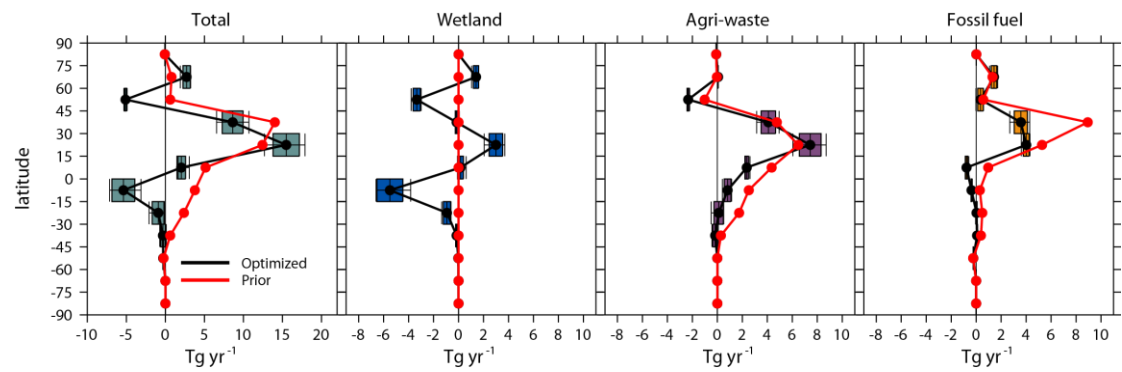 Total Wetland Agri-waste Fossil fuel
90
75
60
45
30
15
0
-15
-30
-45
-60
-75
-90
latitude
Optimized
Prior
-10 -5 0 5 10 15 20 -8 -6 -4 -2 0 2 4 6 8 10 -8 -6 -4 -2 0 2 4 6 8 10 -8 -6 -4 -2 0 2 4 6 8 10
Tg yr⁻¹ Tg yr⁻¹ Tg yr⁻¹ Tg yr⁻¹